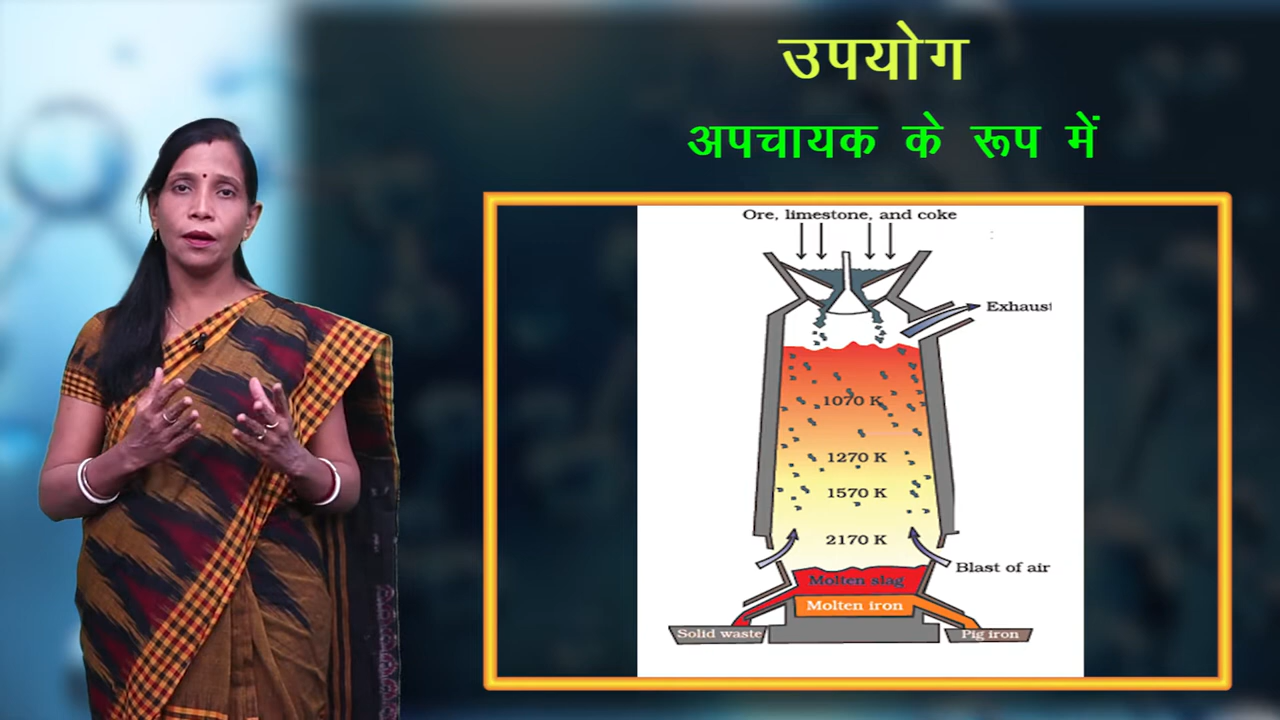 उपयोग
अपचायक के रूप में
Ore, limestone, and coke
Exhaust
1070 K
1270 K
1570 K
2170 K
Blast of air
Molten slag
Molten iron
Solid waste
Pig iron